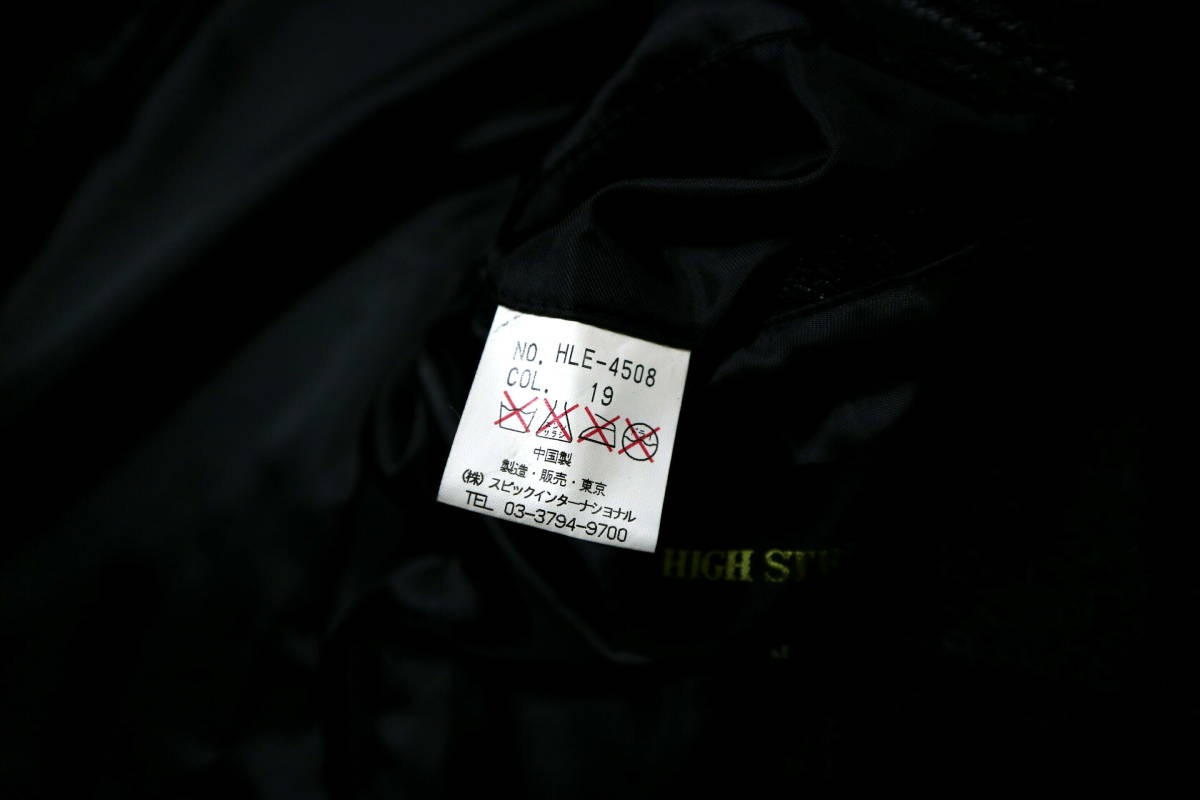 NO. HLE-4508
COL. 19
中国製
製造・販売・東京
(株)スピックインターナショナル
TEL 03-3794-9700
HIGH